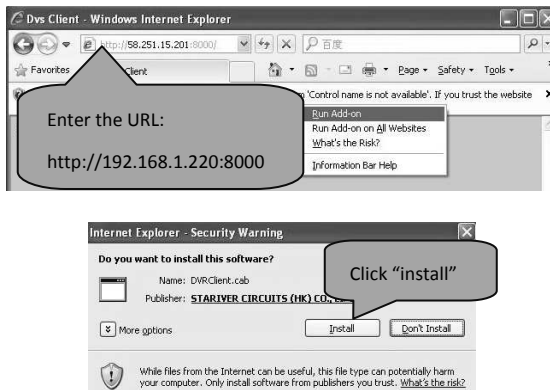 Dvs Client - Windows Internet Explorer
http://58.251.15.201:8000/
百度
Favorites
Client
Page
Safety
Tools
'Control name is not available'. If you trust the website
Enter the URL:
http://192.168.1.220:8000
Run Add-on
Run Add-on on All Websites
What's the Risk?
Information Bar Help
Internet Explorer - Security Warning
Do you want to install this software?
Name: DVRClient.cab
Publisher: STARIVER CIRCUITS (HK) CO.,
Click “install”
More options
Install
Don't Install
While files from the Internet can be useful, this file type can potentially harm
your computer. Only install software from publishers you trust. What's the risk?